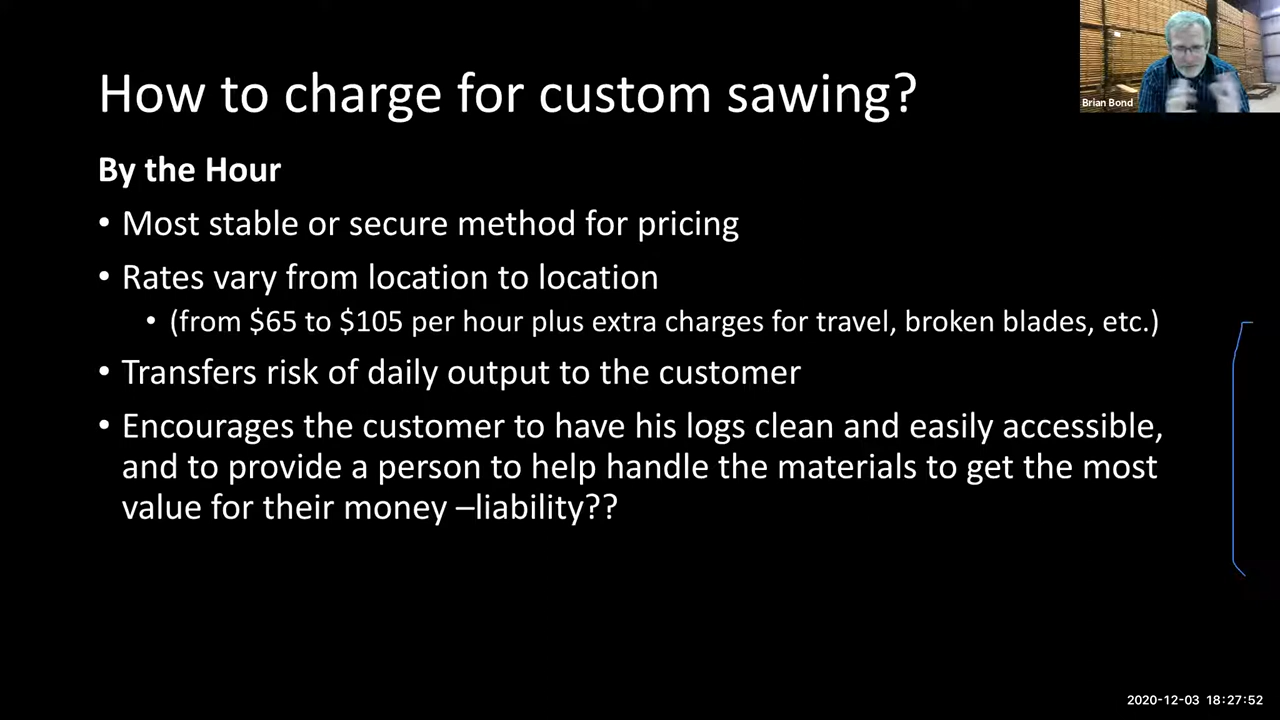 How to charge for custom sawing?
Brian Bond
By the Hour
• Most stable or secure method for pricing
• Rates vary from location to location
• (from $65 to $105 per hour plus extra charges for travel, broken blades, etc.)
• Transfers risk of daily output to the customer
• Encourages the customer to have his logs clean and easily accessible,
and to provide a person to help handle the materials to get the most
value for their money –liability??
2020-12-03 18:27:52